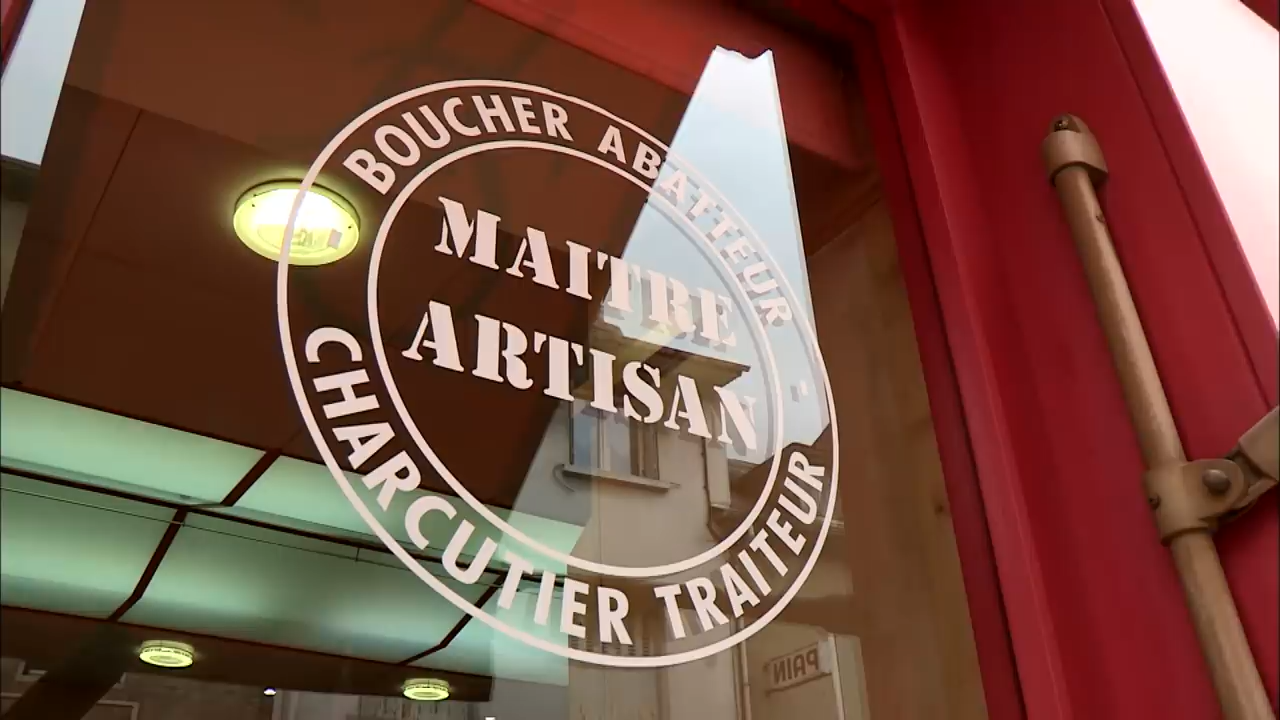 BOUCHER ABATTEUR
MAITRE
ARTISAN
CHARCUTIER TRAITEUR
PAIN